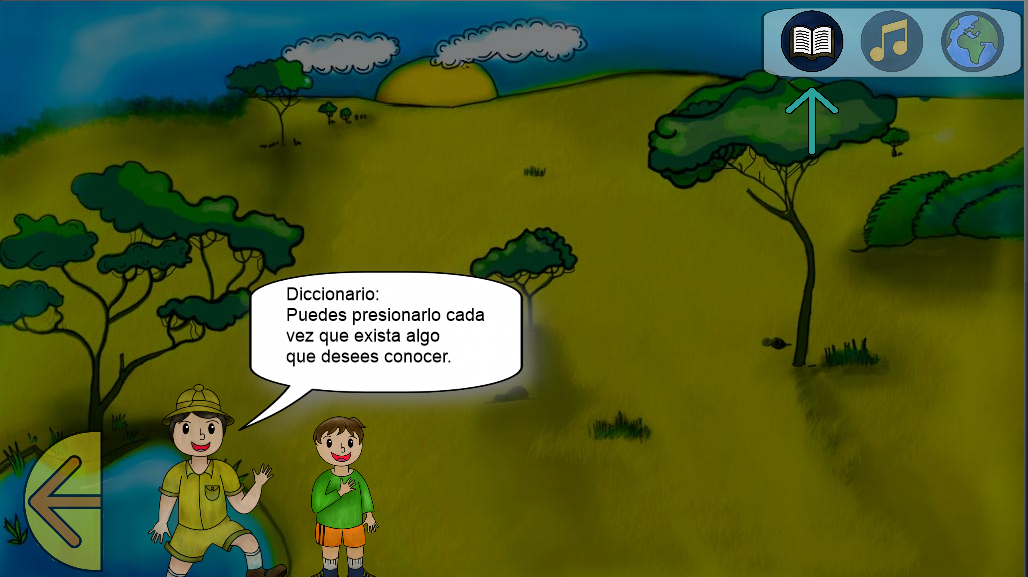 Diccionario:
Puedes presionarlo cada
vez que exista algo
que desees conocer.